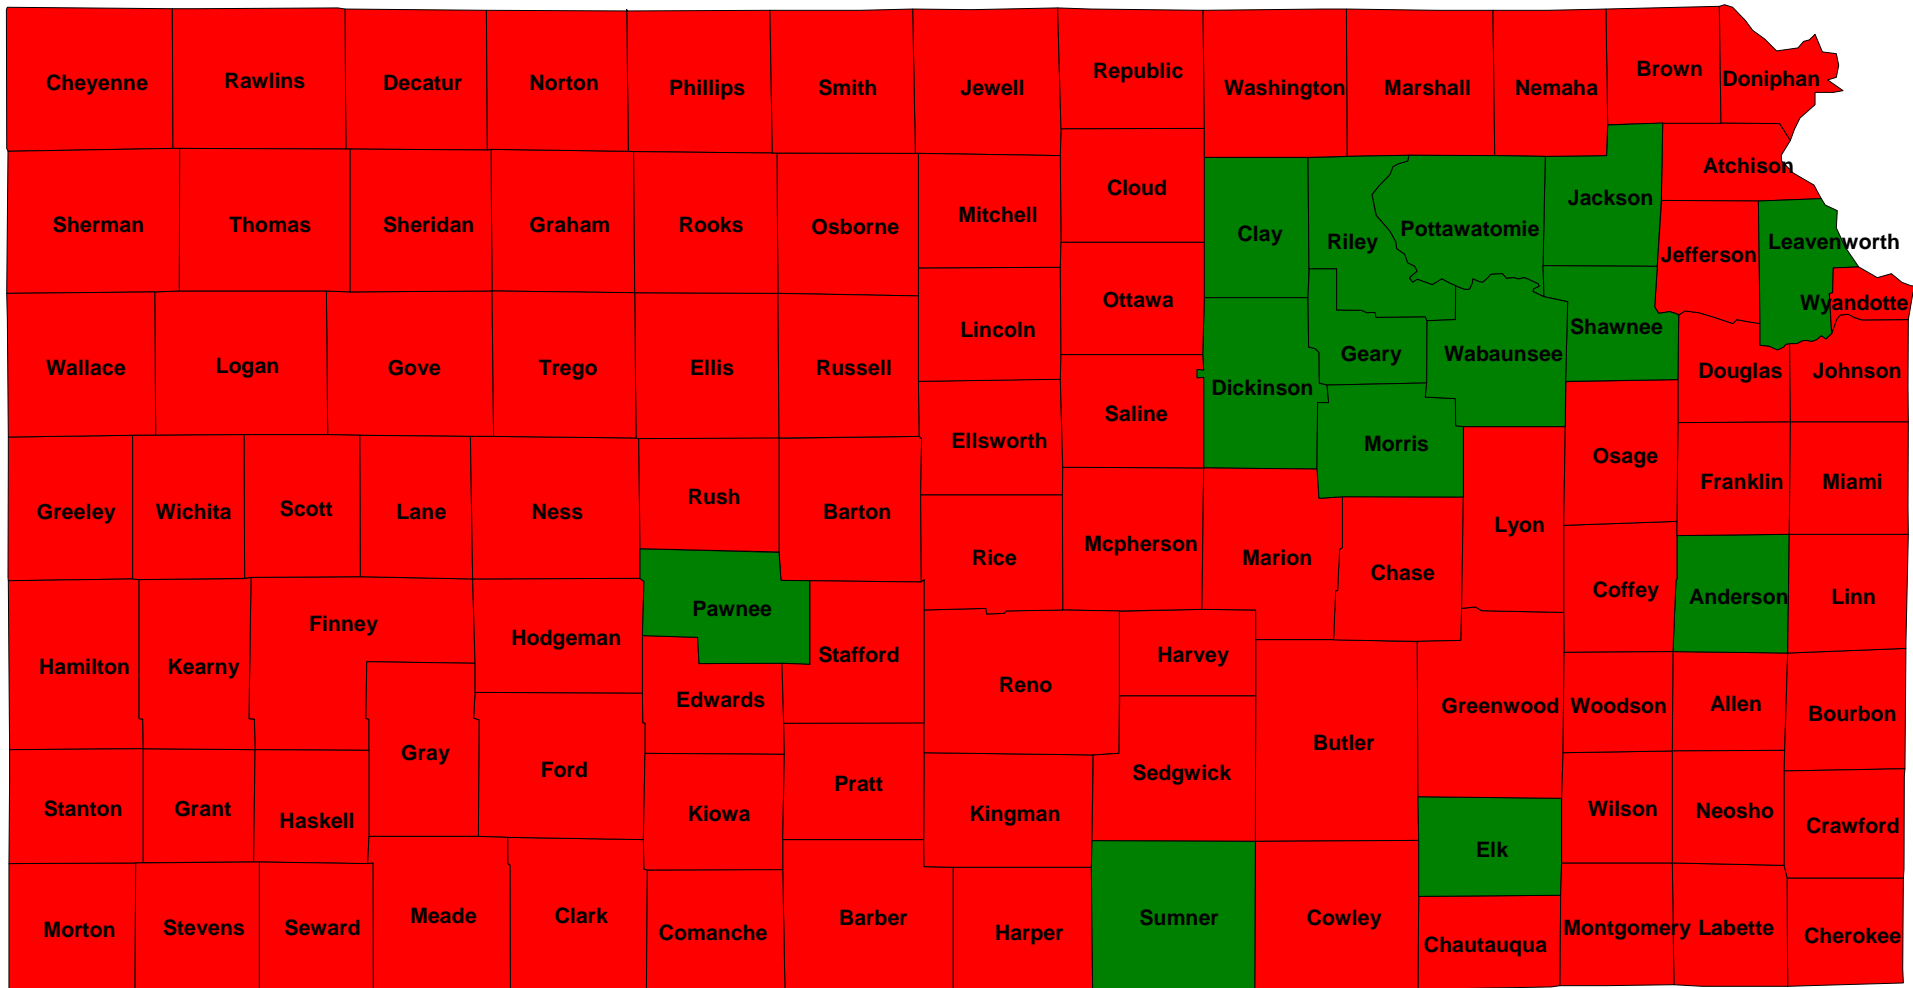 Cheyenne
Rawlins
Decatur
Norton
Phillips
Smith
Jewell
Republic
Washington
Marshall
Nemaha
Brown
Doniphan
Sherman
Thomas
Sheridan
Graham
Rooks
Osborne
Mitchell
Cloud
Clay
Riley
Pottawatomie
Jackson
Atchison
Jefferson
Leavenworth
Wyandotte
Wallace
Logan
Gove
Trego
Ellis
Russell
Lincoln
Ottawa
Saline
Dickinson
Geary
Wabaunsee
Shawnee
Douglas
Johnson
Greeley
Wichita
Scott
Lane
Ness
Rush
Barton
Ellsworth
Rice
Mcpherson
Marion
Morris
Chase
Lyon
Osage
Franklin
Miami
Hamilton
Kearny
Finney
Hodgeman
Pawnee
Stafford
Reno
Harvey
Butler
Greenwood
Coffey
Anderson
Linn
Woodson
Allen
Bourbon
Stanton
Grant
Haskell
Gray
Ford
Edwards
Kiowa
Pratt
Kingman
Sedgwick
Elk
Wilson
Neosho
Crawford
Morton
Stevens
Seward
Meade
Clark
Comanche
Barber
Harper
Sumner
Cowley
Chautauqua
Montgomery
Labette
Cherokee